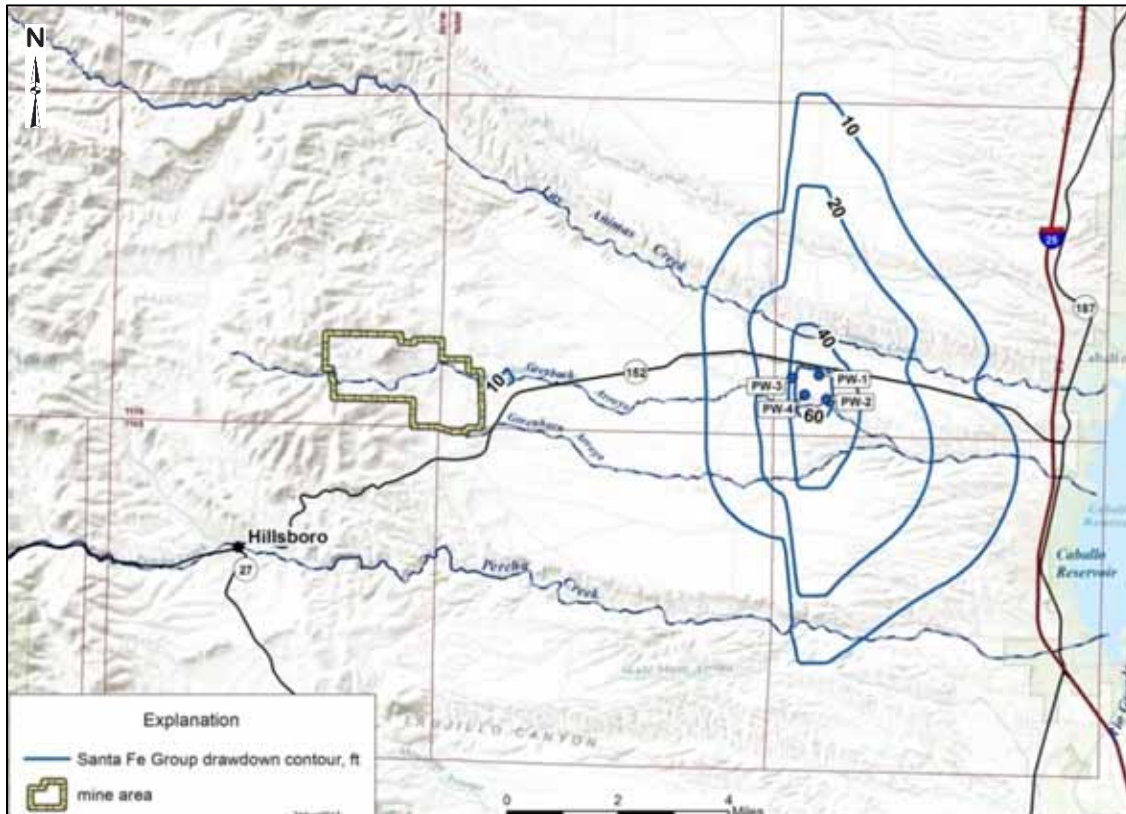 N
10
20
Las Animas Creek
25
187
40
152
10
Greyback Arroyo
PW-1
PW-3
PW-2
PW-4
60
Greenhorn Arroyo
Hillsboro
27
Percha Creek
Caballo
Reservoir
TRUJILLO CANYON
Explanation
Santa Fe Group drawdown contour, ft
mine area
0 2 4
Miles